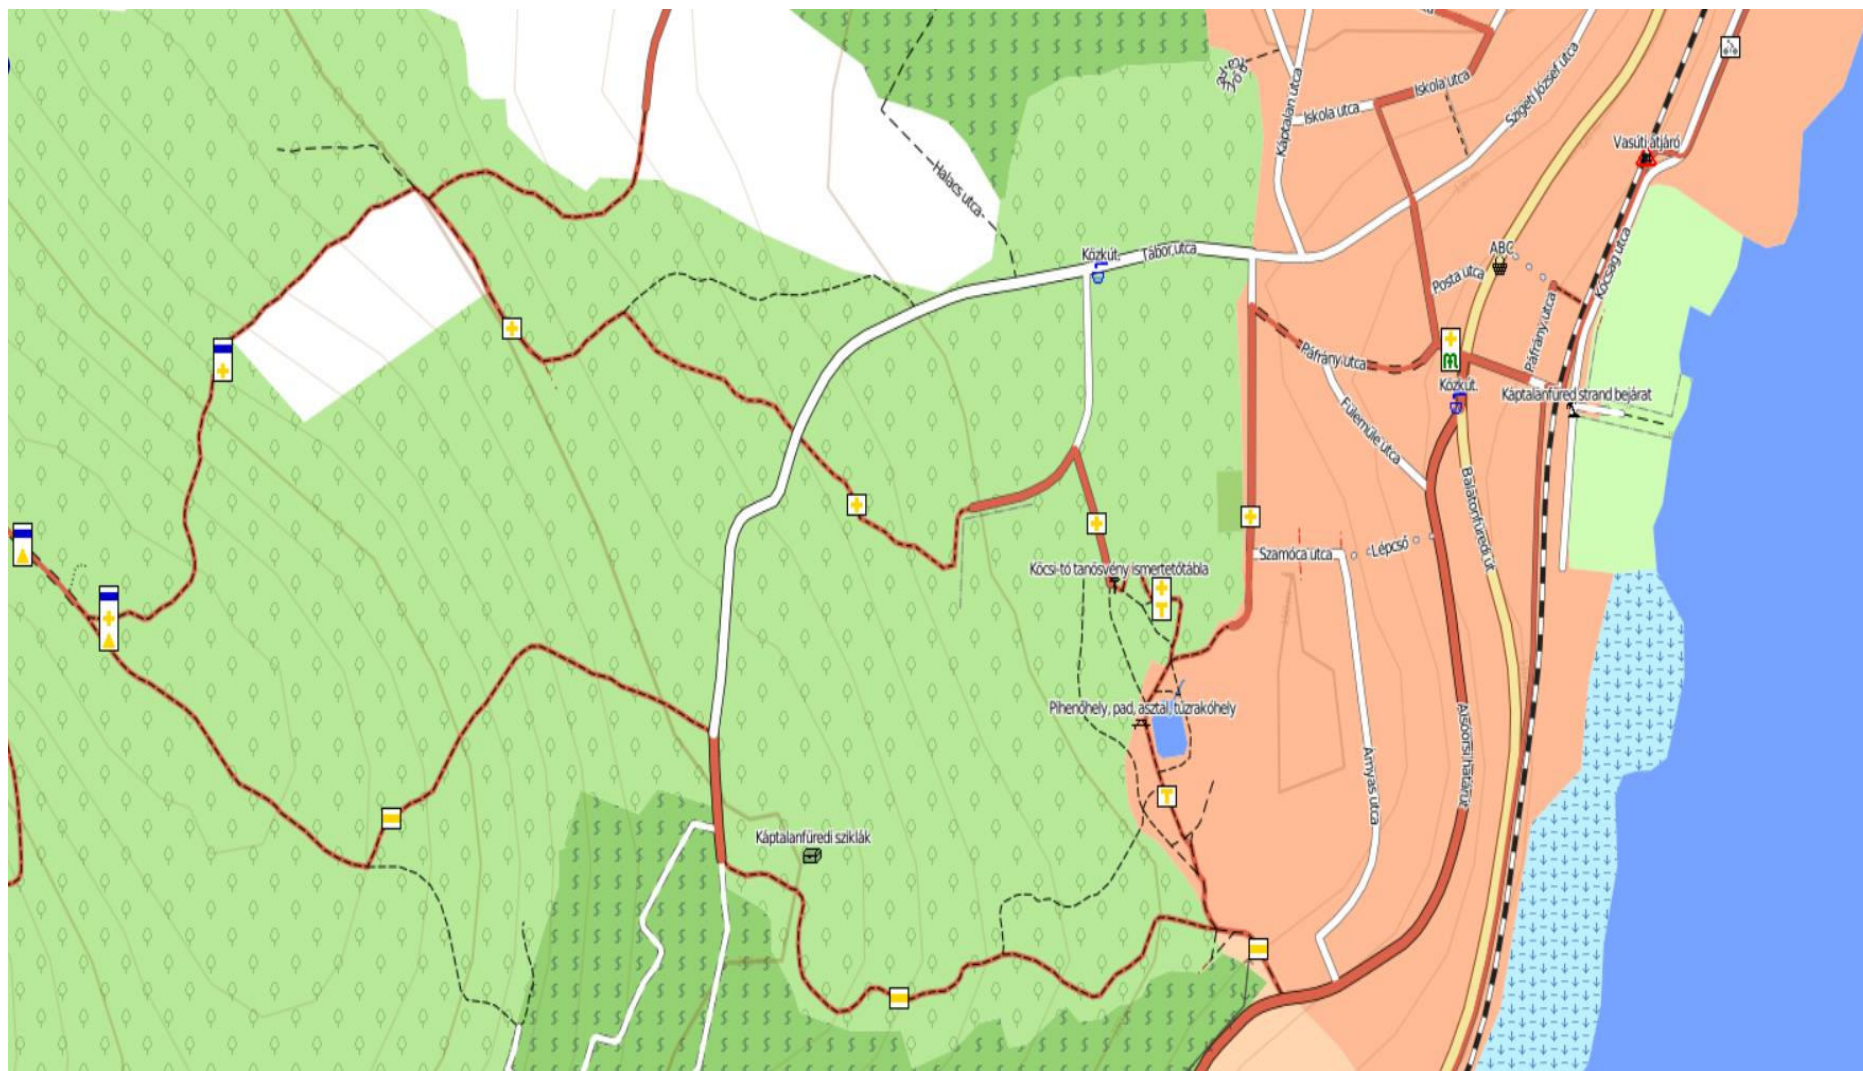 Iskola utca
Iskola utca
Káptalan utca
Szigeti József utca
Vasúti átjáró
Halacs utca
Közkút.
Tábor utca
ABC
Posta utca
Kócsag utca
Páfrány utca
Páfrány utca
Közkút.
Káptalanfüred strand bejárat
Fülemüle utca
Balatonfüredi út
Szamóca utca
Lépcső
Köcsi-tó tanösvény ismertetőtábla
T
Pihenőhely, pad, asztal, tűzrakóhely
Árnyas utca
Alsóörsi határút
T
Káptalanfüredi sziklák